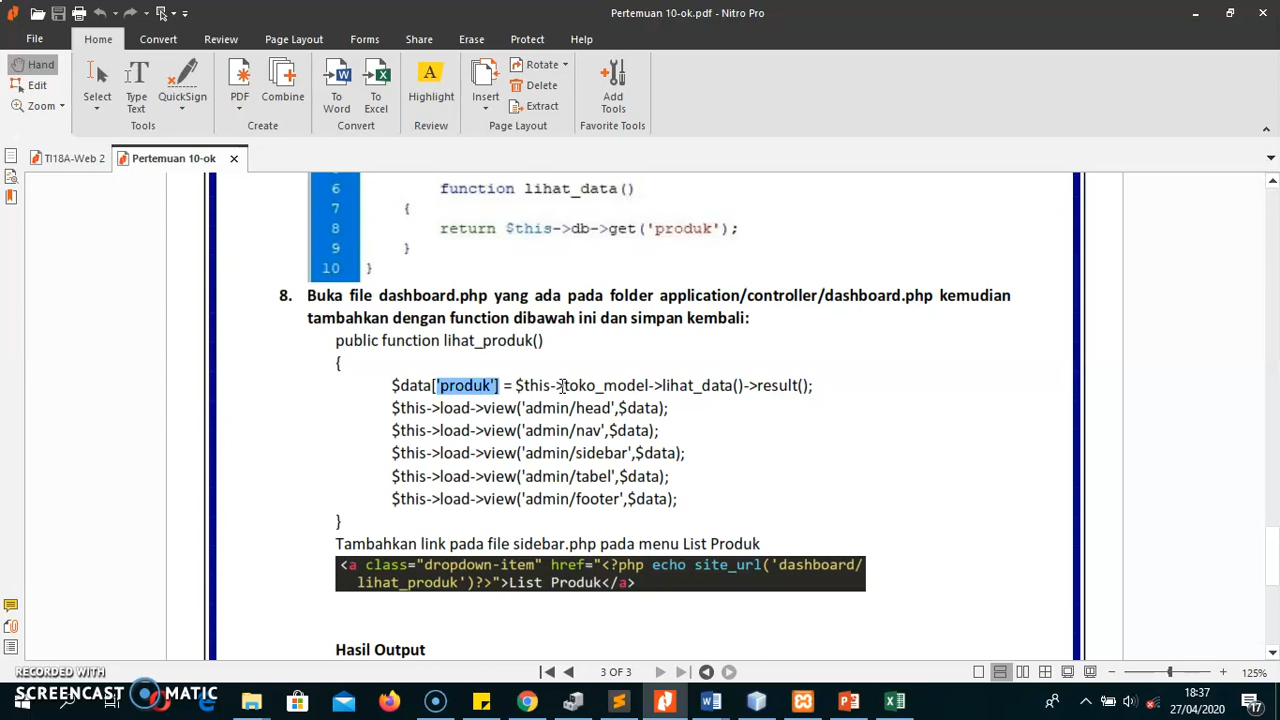 Pertemuan 10-ok.pdf - Nitro Pro
File Home Convert Review Page Layout Forms Share Erase Protect Help
Hand
Edit
Zoom
Select
Type
Text
QuickSign
Tools
PDF
Combine
Create
To
Word
To
Excel
Convert
Highlight
Review
Insert
Rotate
Delete
Extract
Page Layout
Add
Tools
Favorite Tools
TI18A-Web 2
Pertemuan 10-ok
6 function lihat_data()
7 {
8 return $this->db->get('produk');
9 }
10 }
8. Buka file dashboard.php yang ada pada folder application/controller/dashboard.php kemudian
tambahkan dengan function dibawah ini dan simpan kembali:
public function lihat_produk()
{
$data['produk'] = $this->toko_model->lihat_data()->result();
$this->load->view('admin/head',$data);
$this->load->view('admin/nav',$data);
$this->load->view('admin/sidebar',$data);
$this->load->view('admin/tabel',$data);
$this->load->view('admin/footer',$data);
}
Tambahkan link pada file sidebar.php pada menu List Produk
<a class="dropdown-item" href="<?php echo site_url('dashboard/
lihat_produk')?>">List Produk</a>
Hasil Output
3 OF 3
125%
RECORDED WITH
SCREENCAST MATIC
18:37
27/04/2020
17